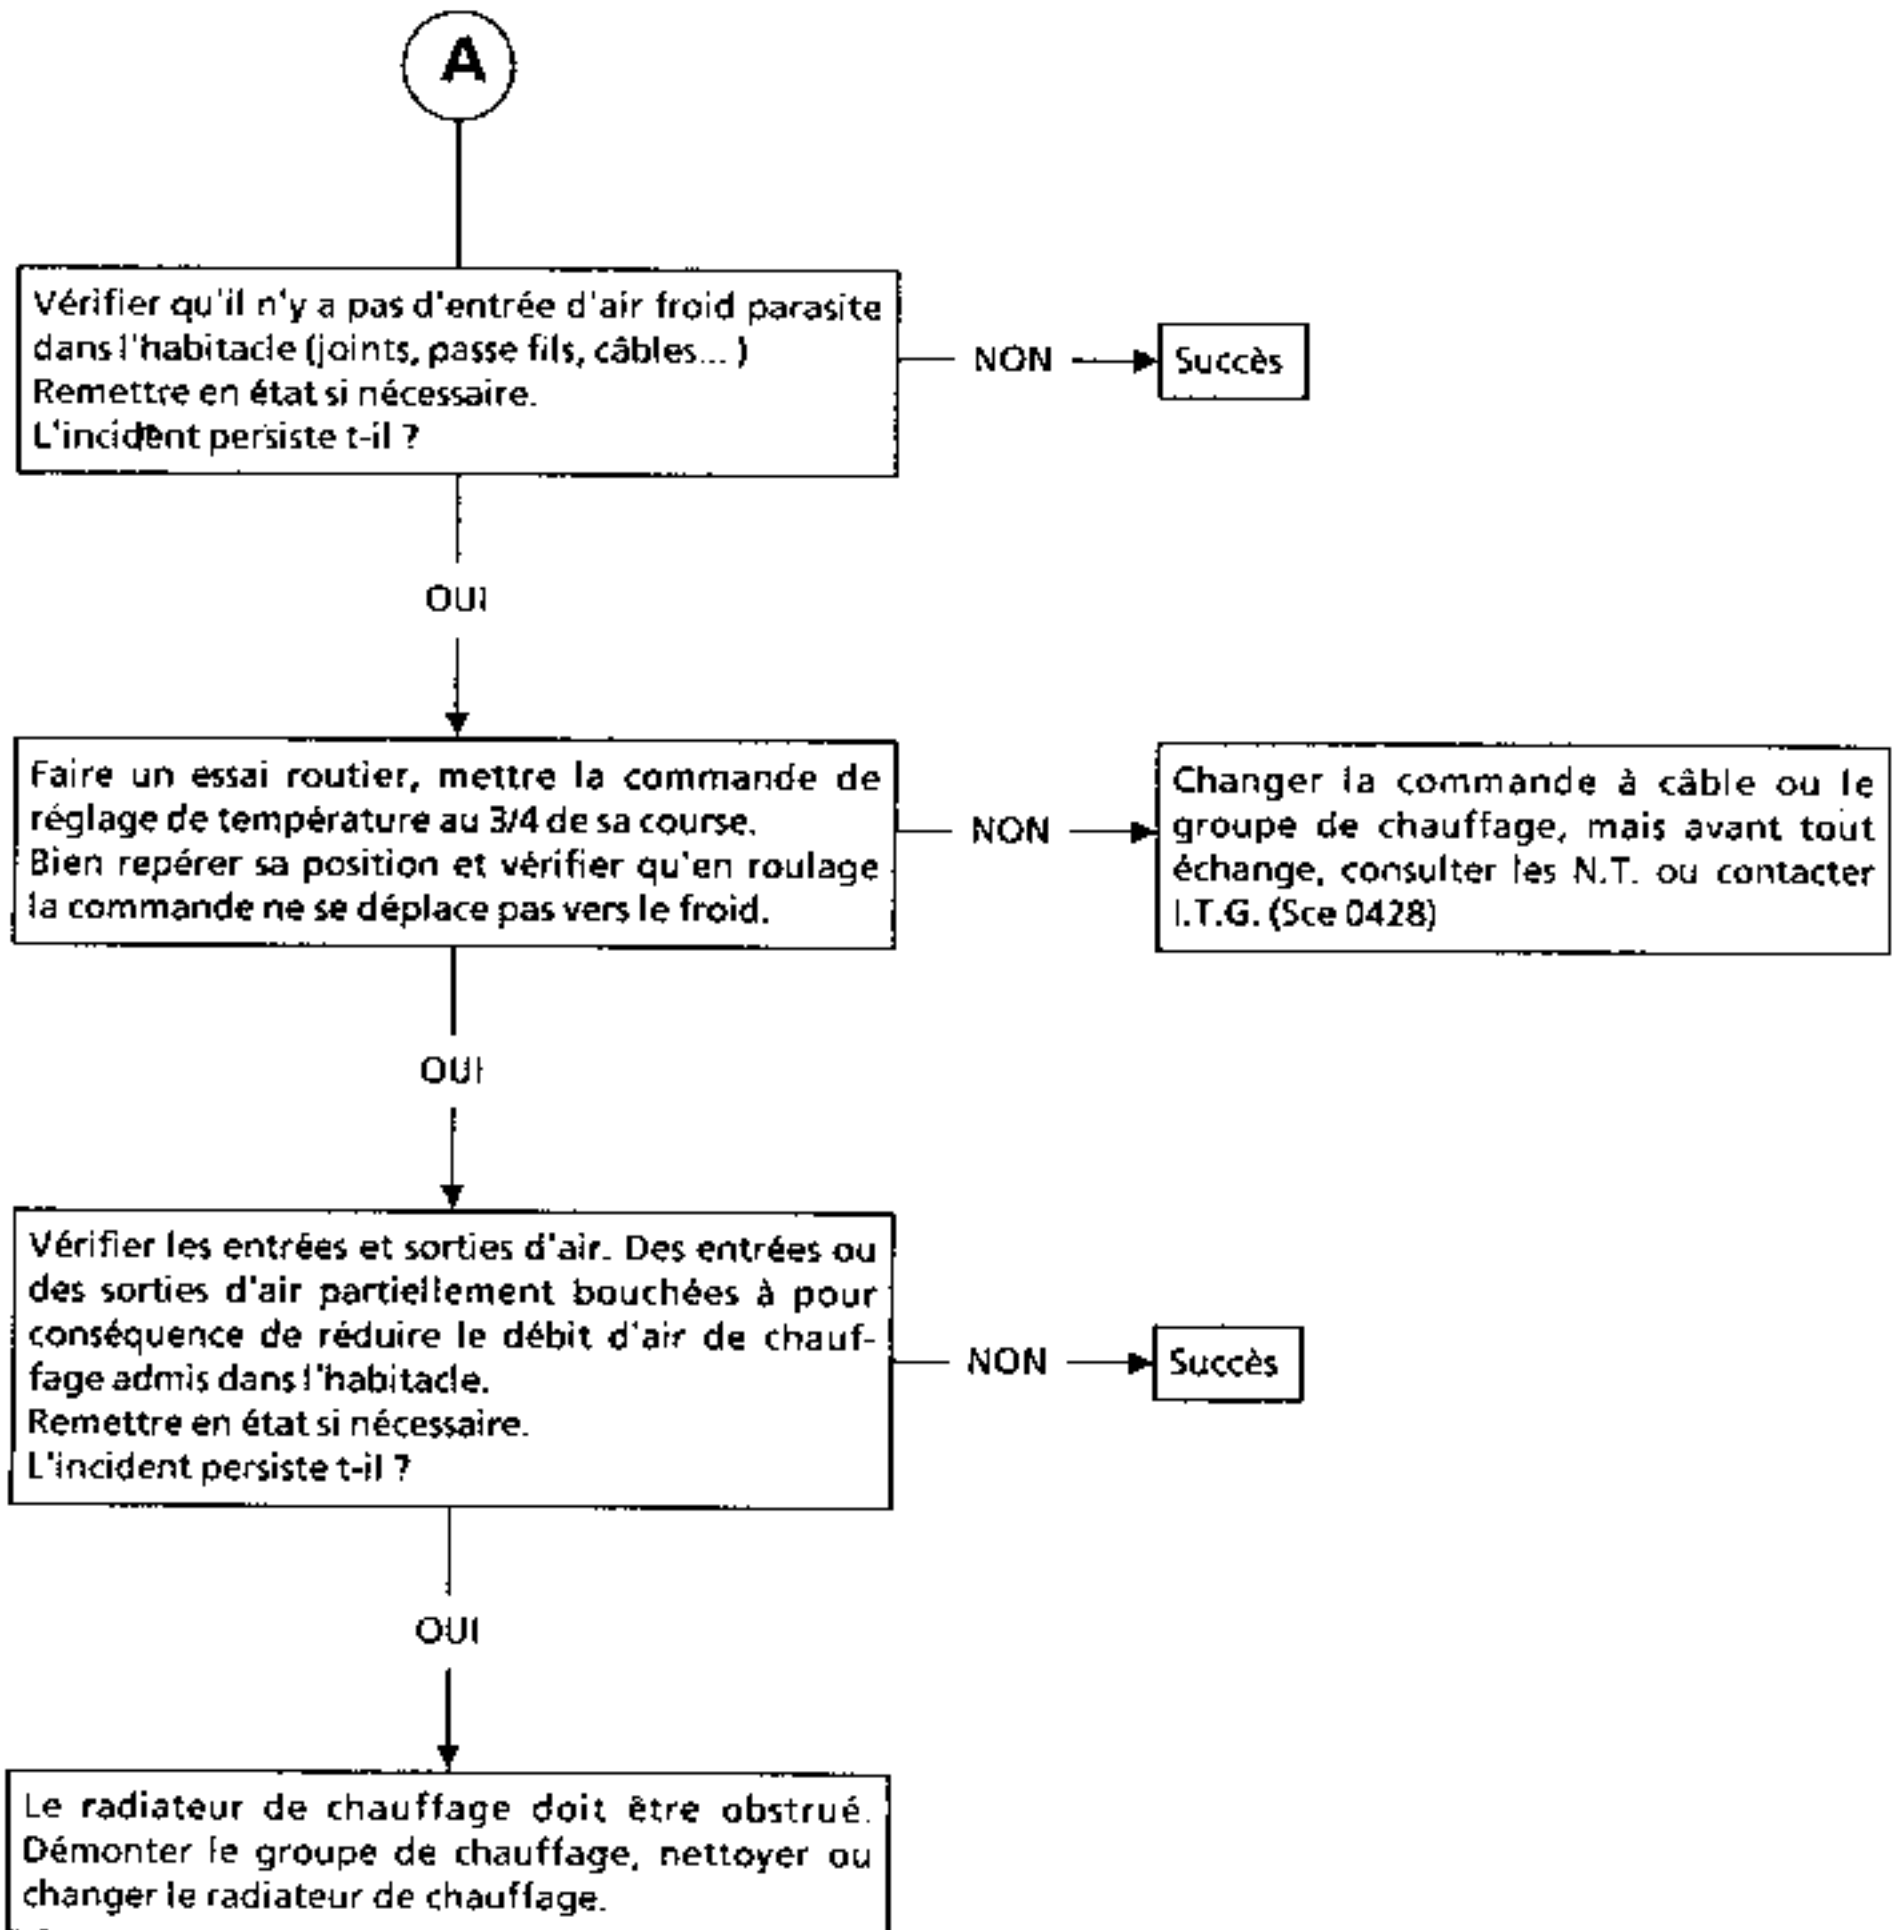 A
Vérifier qu'il n'y a pas d'entrée d'air froid parasite
dans l'habitacle (joints, passe fils, câbles... )
Remettre en état si nécessaire.
L'incident persiste t-il ?
NON
Succès
OUI
Faire un essai routier, mettre la commande de
réglage de température au 3/4 de sa course.
Bien repérer sa position et vérifier qu'en roulage
la commande ne se déplace pas vers le froid.
NON
Changer la commande à câble ou le
groupe de chauffage, mais avant tout
échange, consulter les N.T. ou contacter
I.T.G. (Sce 0428)
OUI
Vérifier les entrées et sorties d'air. Des entrées ou
des sorties d'air partiellement bouchées à pour
conséquence de réduire le débit d'air de chauf-
fage admis dans l'habitacle.
Remettre en état si nécessaire.
L'incident persiste t-il ?
NON
Succès
OUI
Le radiateur de chauffage doit être obstrué.
Démonter le groupe de chauffage, nettoyer ou
changer le radiateur de chauffage.